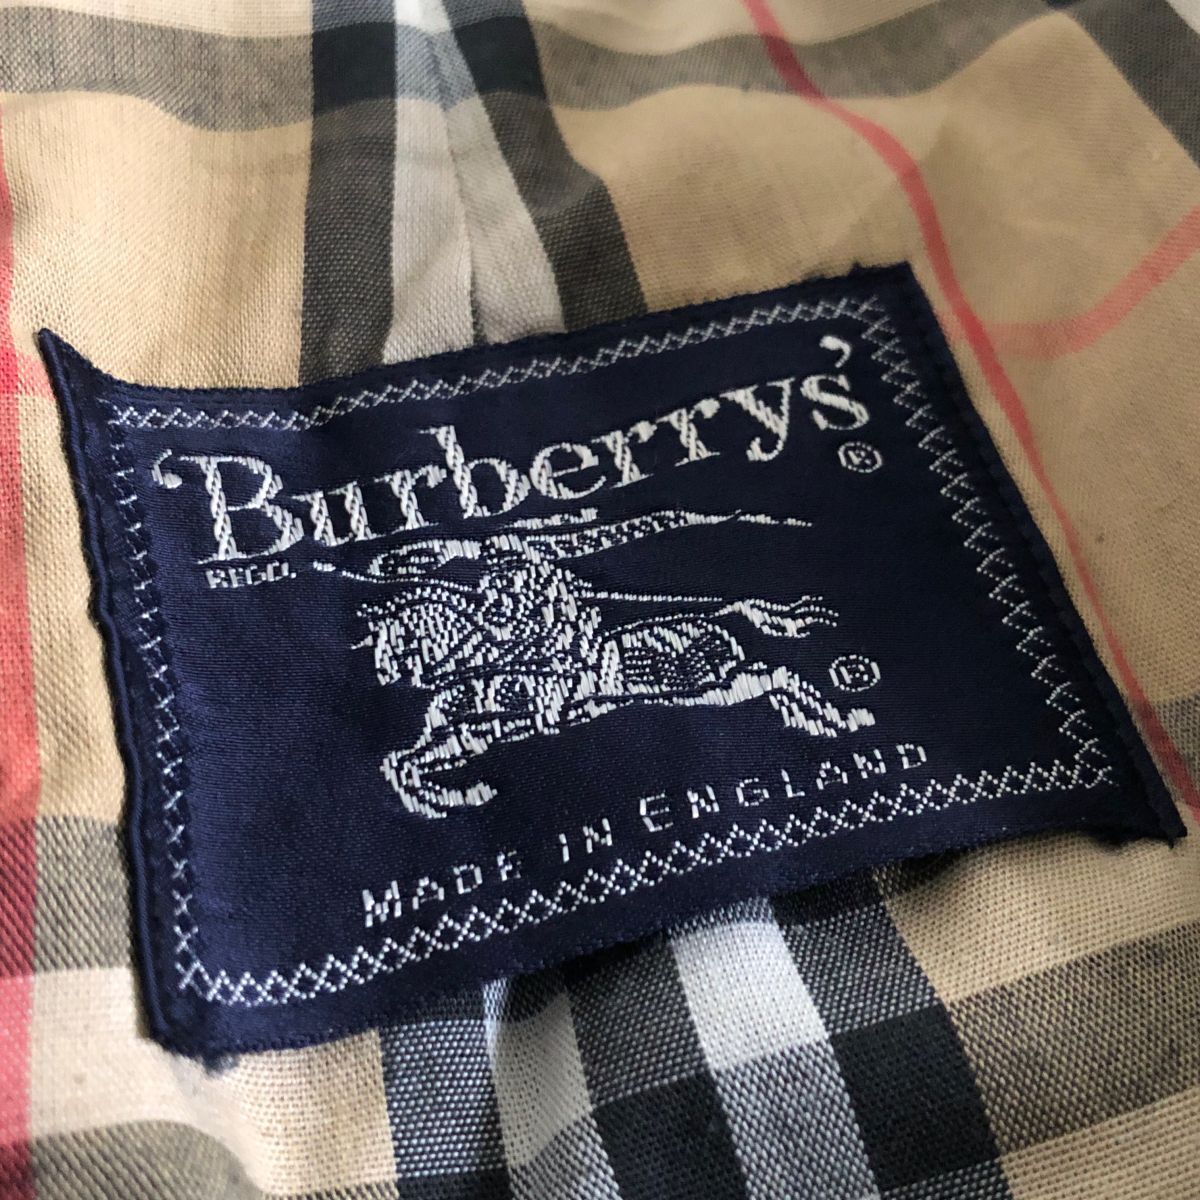 'Burberrys'®
REGD.
®
MADE IN ENGLAND